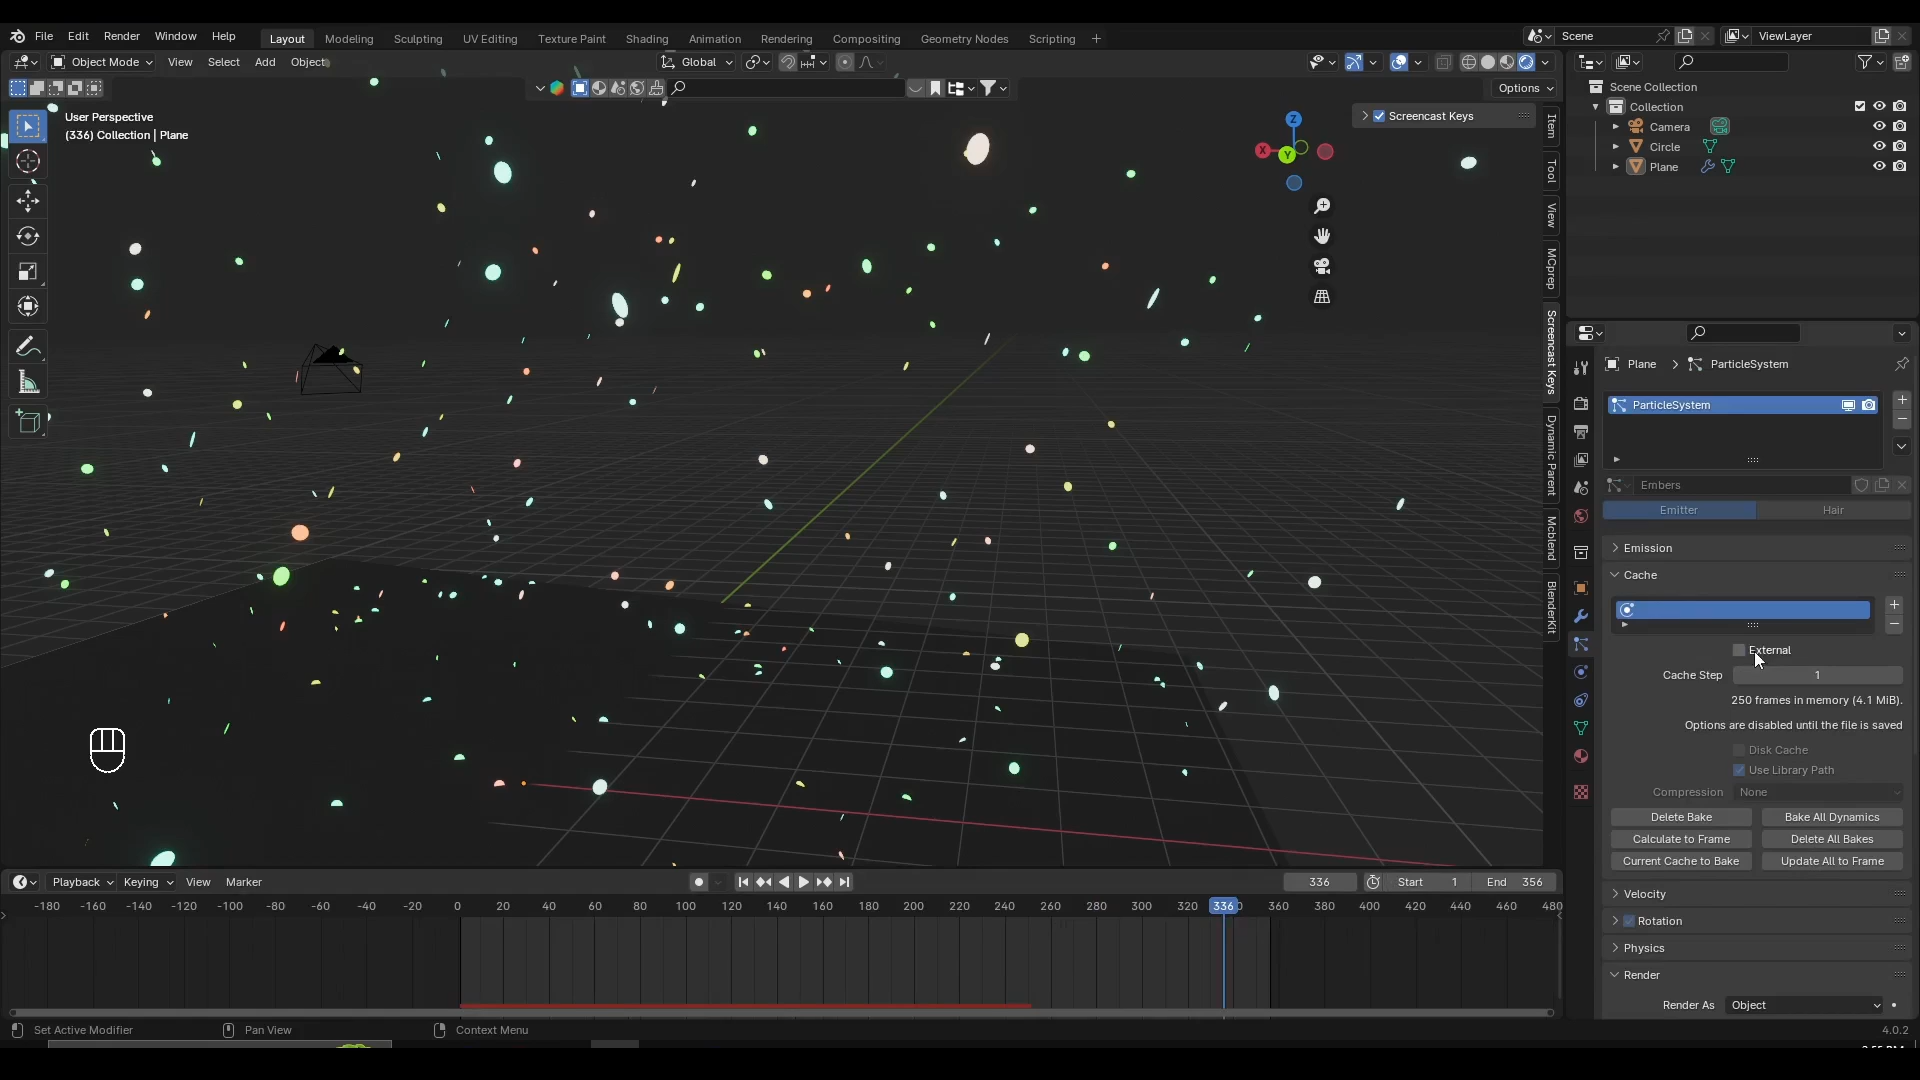 File Edit Render Window Help Layout Modeling Sculpting UV Editing Texture Paint Shading Animation Rendering Compositing Geometry Nodes Scripting + Scene ViewLayer
Object Mode View Select Add Object Global
Options
User Perspective
(336) Collection | Plane
Screencast Keys
Z
X
Y
Item
Tool
View
MCprep
Screencast Keys
Dynamic Parent
Mcblend
BlenderKit
Scene Collection
Collection
Camera
Circle
Plane
Plane ParticleSystem
ParticleSystem
Embers
Emitter Hair
Emission
Cache
External
Cache Step 1
250 frames in memory (4.1 MiB).
Options are disabled until the file is saved
Disk Cache
Use Library Path
Compression None
Delete Bake Bake All Dynamics
Calculate to Frame Delete All Bakes
Current Cache to Bake Update All to Frame
Velocity
Rotation
Physics
Render
Render As Object
Playback Keying View Marker 336 Start 1 End 356
-180 -160 -140 -120 -100 -80 -60 -40 -20 0 20 40 60 80 100 120 140 160 180 200 220 240 260 280 300 320 336 360 380 400 420 440 460 480
Set Active Modifier Pan View Context Menu 4.0.2